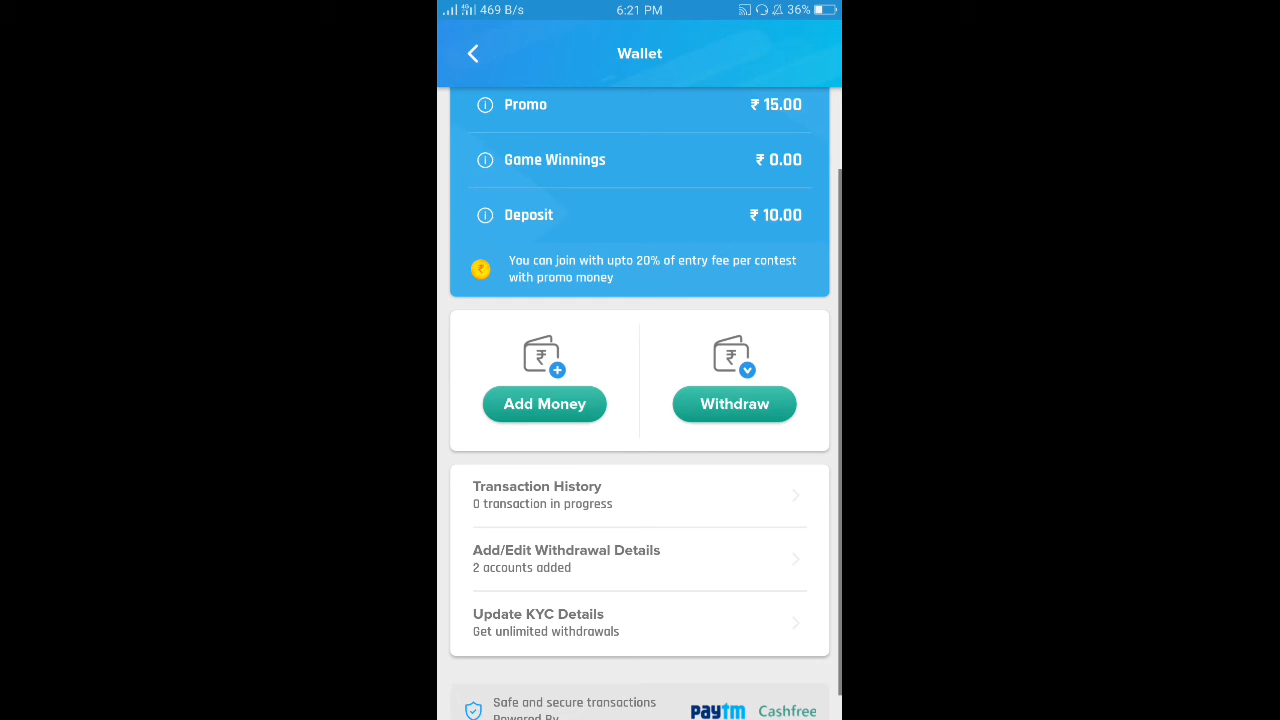 469 B/s 6:21 PM 36%
Wallet
Promo ₹ 15.00
Game Winnings ₹ 0.00
Deposit ₹ 10.00
You can join with upto 20% of entry fee per contest
with promo money
Add Money Withdraw
Transaction History
0 transaction in progress
Add/Edit Withdrawal Details
2 accounts added
Update KYC Details
Get unlimited withdrawals
Safe and secure transactions
Powered By
paytm Cashfree